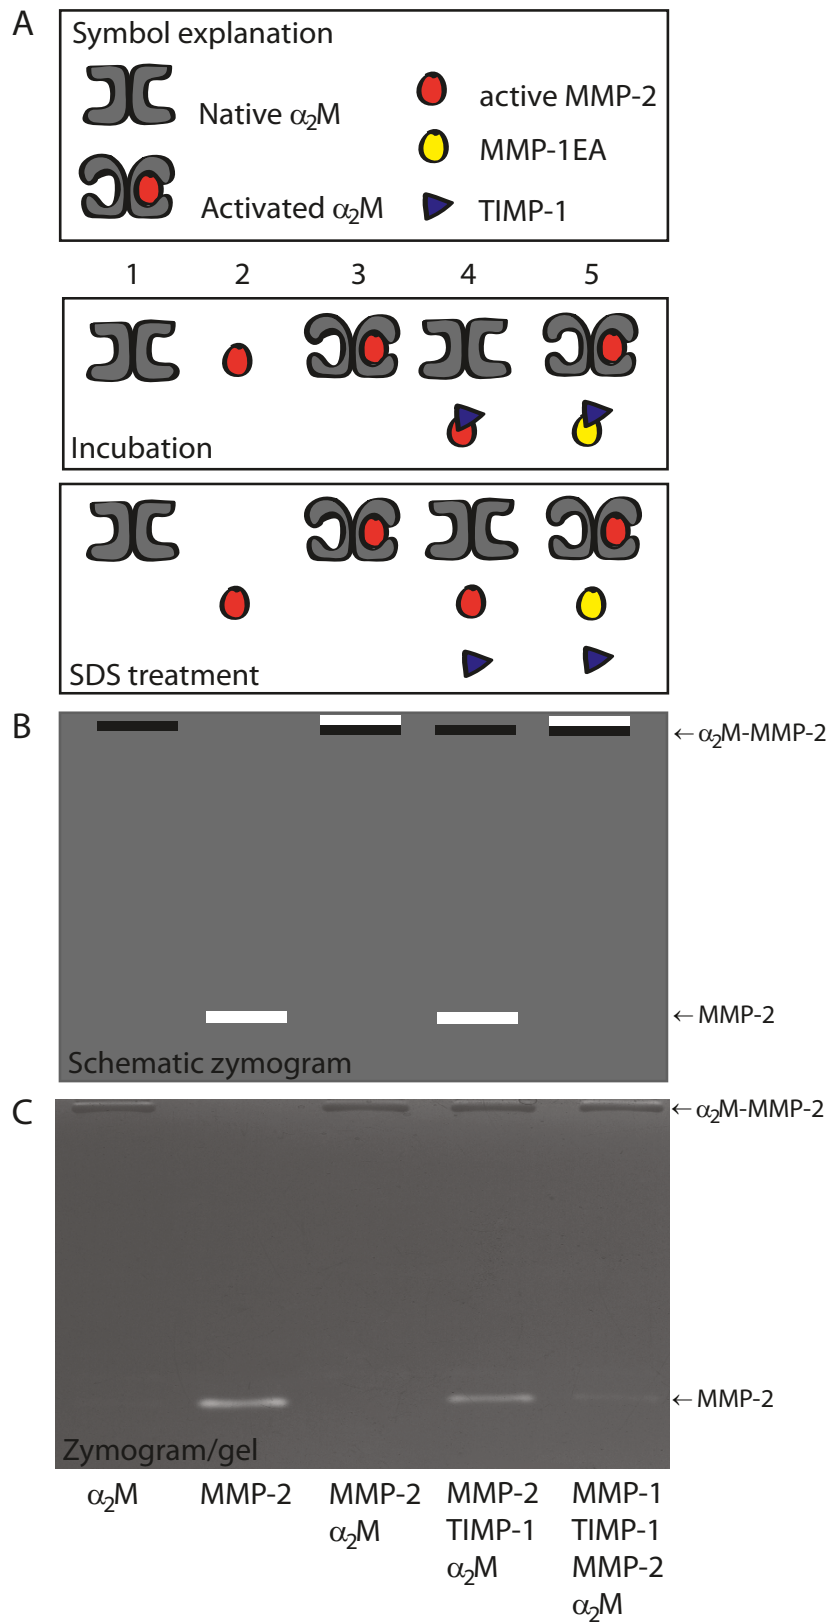 A
Symbol explanation
Native α₂M
active MMP-2
MMP-1EA
Activated α₂M
TIMP-1
1 2 3 4 5
Incubation
SDS treatment
B
←α₂M-MMP-2
←MMP-2
Schematic zymogram
C
←α₂M-MMP-2
←MMP-2
Zymogram/gel
α₂M MMP-2 MMP-2 MMP-2 MMP-1
α₂M TIMP-1 TIMP-1
α₂M MMP-2
α₂M